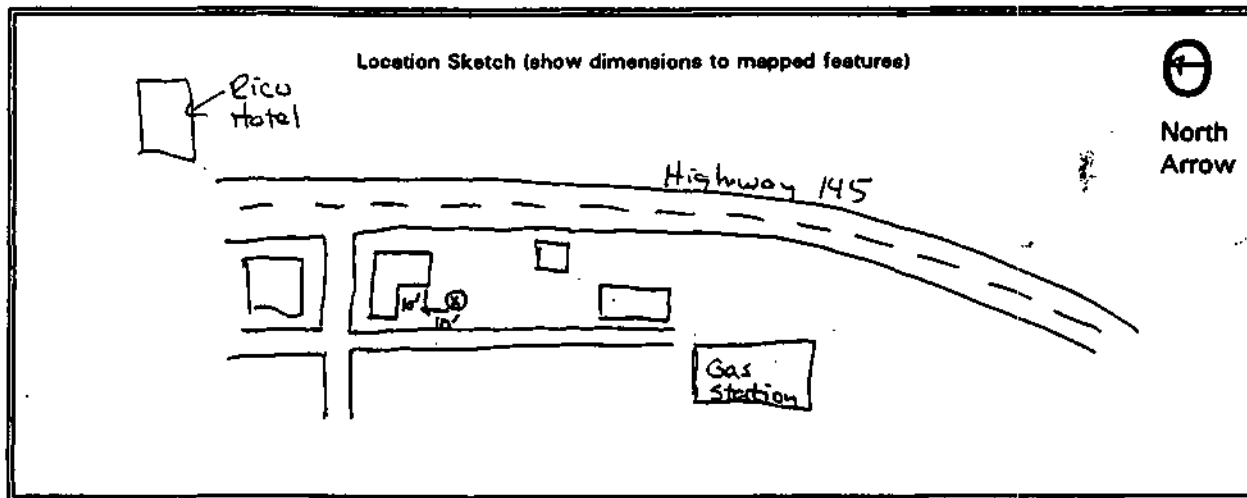 Location Sketch (show dimensions to mapped features)
North
Arrow
Rico
Hotel
Highway 145
10'
10'
Gas
Station